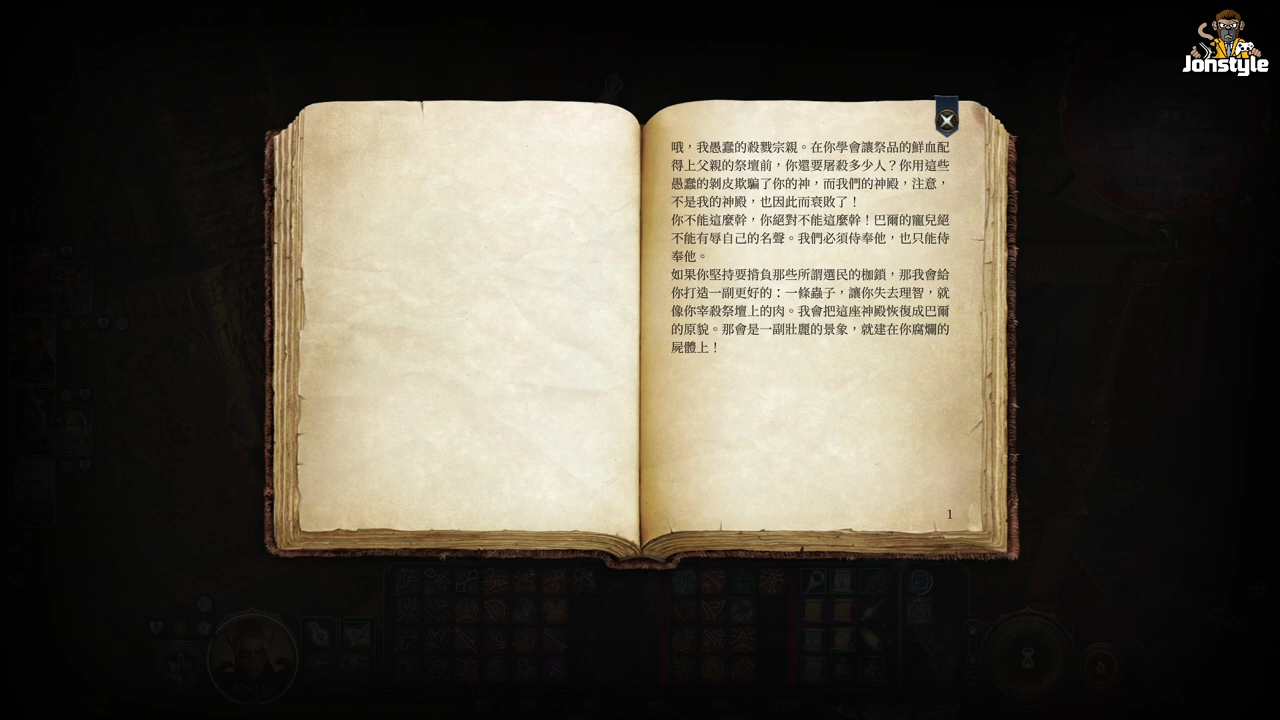 Jonstyle
哦，我愚蠢的殺戮宗親。在你學會讓祭品的鮮血配
得上父親的祭壇前，你還要屠殺多少人？你用這些
愚蠢的剝皮欺騙了你的神，而我們的神殿，注意，
不是我的神殿，也因此而衰敗了！
你不能這麼幹，你絕對不能這麼幹！巴爾的寵兒絕
不能有辱自己的名聲。我們必須侍奉他，也只能侍
奉他。
如果你堅持要揹負那些所謂選民的枷鎖，那我會給
你打造一副更好的：一條蟲子，讓你失去理智，就
像你宰殺祭壇上的肉。我會把這座神殿恢復成巴爾
的原貌。那會是一副壯麗的景象，就建在你腐爛的
屍體上！
1